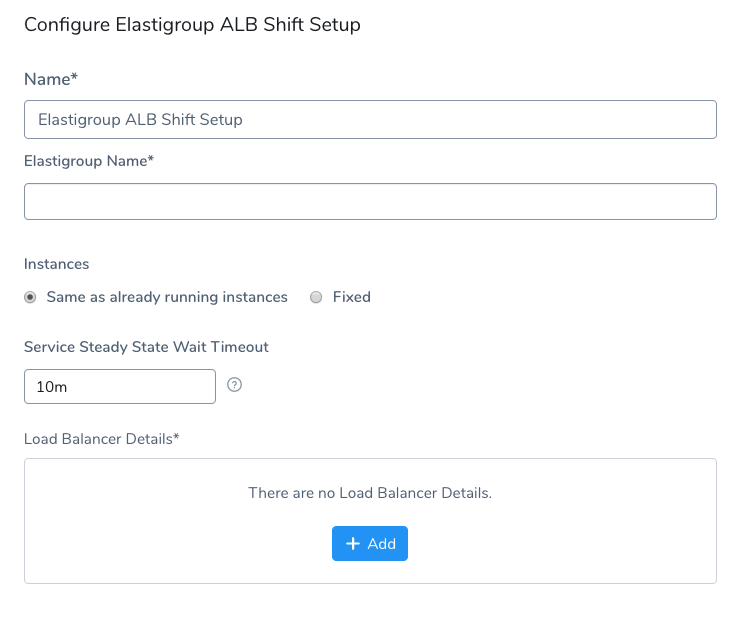 Configure Elastigroup ALB Shift Setup
Name*
Elastigroup ALB Shift Setup
Elastigroup Name*
Instances
Same as already running instances Fixed
Service Steady State Wait Timeout
10m ?
Load Balancer Details*
There are no Load Balancer Details.
+ Add